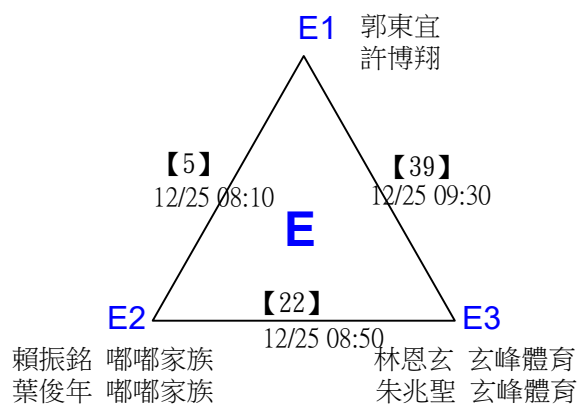 E1 郭東宜
許博翔
【5】 【39】
12/25 08:10 12/25 09:30
E
【22】
E2 E3
12/25 08:50
賴振銘 嘟嘟家族 林恩玄 玄峰體育
葉俊年 嘟嘟家族 朱兆聖 玄峰體育